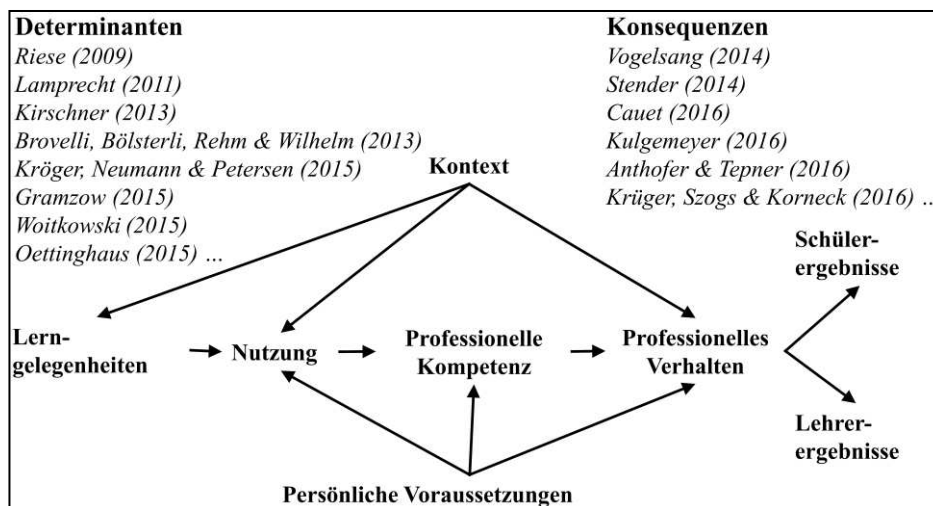 Determinanten
Riese (2009)
Lamprecht (2011)
Kirschner (2013)
Brovelli, Bölsterli, Rehm & Wilhelm (2013)
Kröger, Neumann & Petersen (2015)
Gramzow (2015)
Woitkowski (2015)
Oettinghaus (2015) …
Konsequenzen
Vogelsang (2014)
Stender (2014)
Cauet (2016)
Kulgemeyer (2016)
Anthofer & Tepner (2016)
Krüger, Szogs & Korneck (2016) …
Kontext
Lern-
gelegenheiten
Nutzung
Professionelle
Kompetenz
Professionelles
Verhalten
Schüler-
ergebnisse
Lehrer-
ergebnisse
Persönliche Voraussetzungen